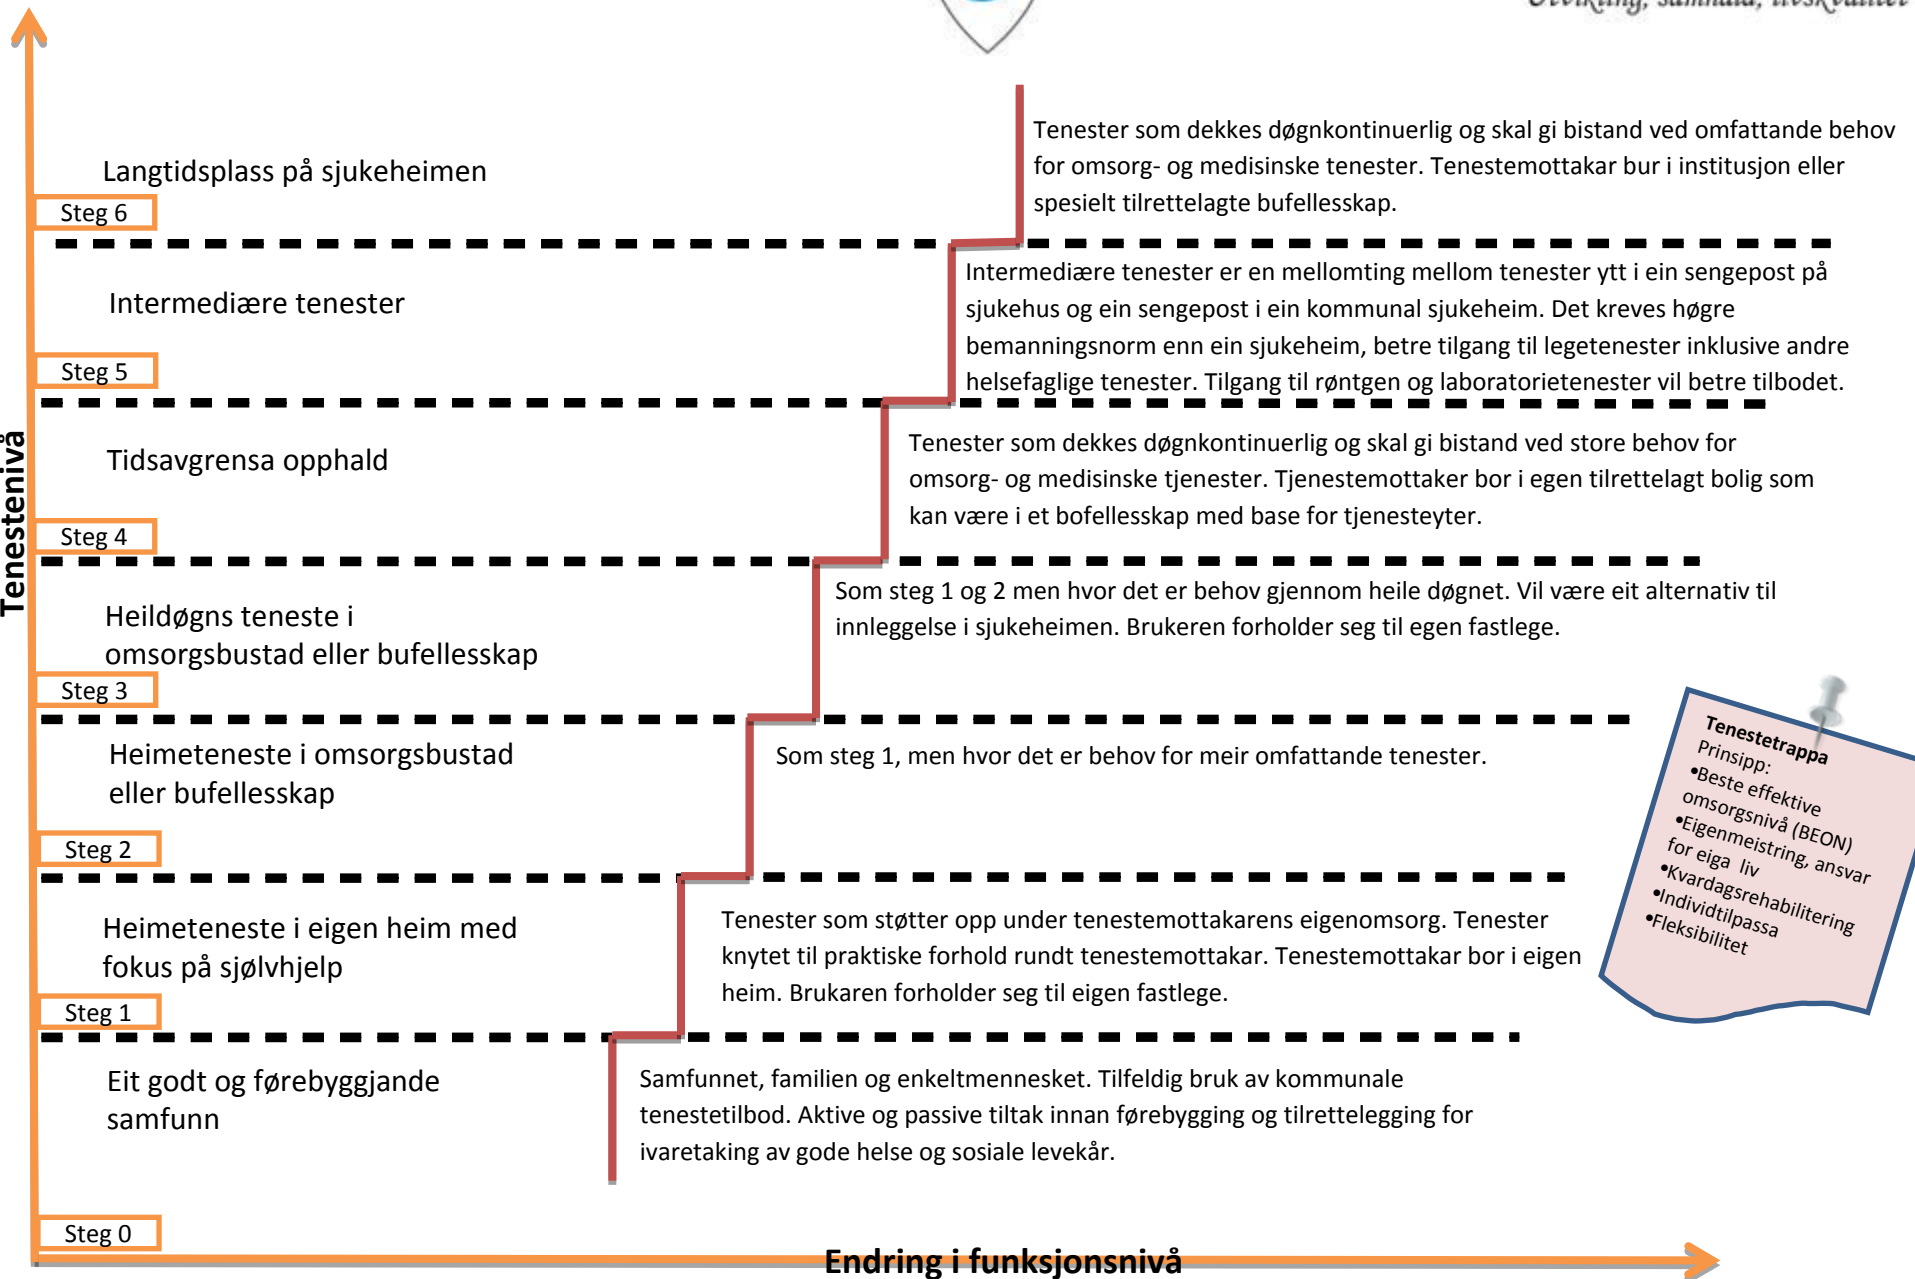 samhald, livskvalitet
Tenestenivå
Langtidsplass på sjukeheimen
Steg 6
Tenester som dekkes døgnkontinuerlig og skal gi bistand ved omfattande behov
for omsorg- og medisinske tenester. Tenestemottakar bur i institusjon eller
spesielt tilrettelagte bufellesskap.
Intermediære tenester
Steg 5
Intermediære tenester er en mellomting mellom tenester ytt i ein sengepost på
sjukehus og ein sengepost i ein kommunal sjukeheim. Det kreves høgre
bemanningsnorm enn ein sjukeheim, betre tilgang til legetenester inklusive andre
helsefaglige tenester. Tilgang til røntgen og laboratorietenester vil betre tilbodet.
Tidsavgrensa opphald
Steg 4
Tenester som dekkes døgnkontinuerlig og skal gi bistand ved store behov for
omsorg- og medisinske tjenester. Tjenestemottaker bor i egen tilrettelagt bolig som
kan være i et bofellesskap med base for tjenesteyter.
Heildøgns teneste i
omsorgsbustad eller bufellesskap
Steg 3
Som steg 1 og 2 men hvor det er behov gjennom heile døgnet. Vil være eit alternativ til
innleggelse i sjukeheimen. Brukeren forholder seg til egen fastlege.
Heimeteneste i omsorgsbustad
eller bufellesskap
Steg 2
Som steg 1, men hvor det er behov for meir omfattande tenester.
Tenestetrappa
Prinsipp:
•Beste effektive
omsorgsnivå (BEON)
•Eigenmeistring, ansvar
for eiga liv
•Kvardagsrehabilitering
•Individtilpassa
•Fleksibilitet
Heimeteneste i eigen heim med
fokus på sjølvhjelp
Steg 1
Tenester som støtter opp under tenestemottakarens eigenomsorg. Tenester
knytet til praktiske forhold rundt tenestemottakar. Tenestemottakar bor i eigen
heim. Brukaren forholder seg til eigen fastlege.
Eit godt og førebyggjande
samfunn
Samfunnet, familien og enkeltmennesket. Tilfeldig bruk av kommunale
tenestetilbod. Aktive og passive tiltak innan førebygging og tilrettelegging for
ivaretaking av gode helse og sosiale levekår.
Steg 0
Endring i funksjonsnivå